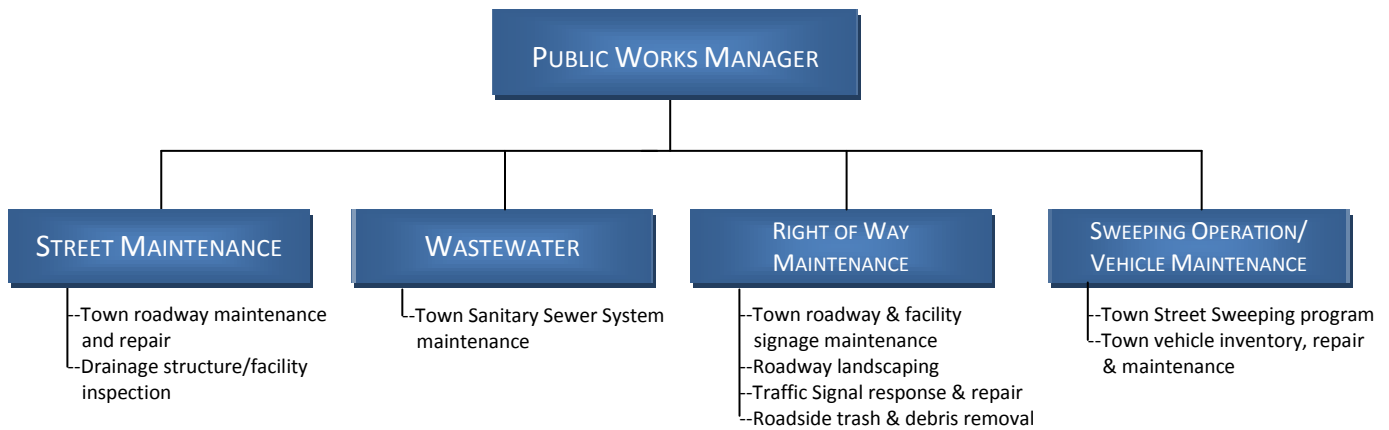 PUBLIC WORKS MANAGER
STREET MAINTENANCE
--Town roadway maintenance
and repair
--Drainage structure/facility
inspection
WASTEWATER
--Town Sanitary Sewer System
maintenance
RIGHT OF WAY
MAINTENANCE
--Town roadway & facility
signage maintenance
--Roadway landscaping
--Traffic Signal response & repair
--Roadside trash & debris removal
SWEEPING OPERATION/
VEHICLE MAINTENANCE
--Town Street Sweeping program
--Town vehicle inventory, repair
& maintenance